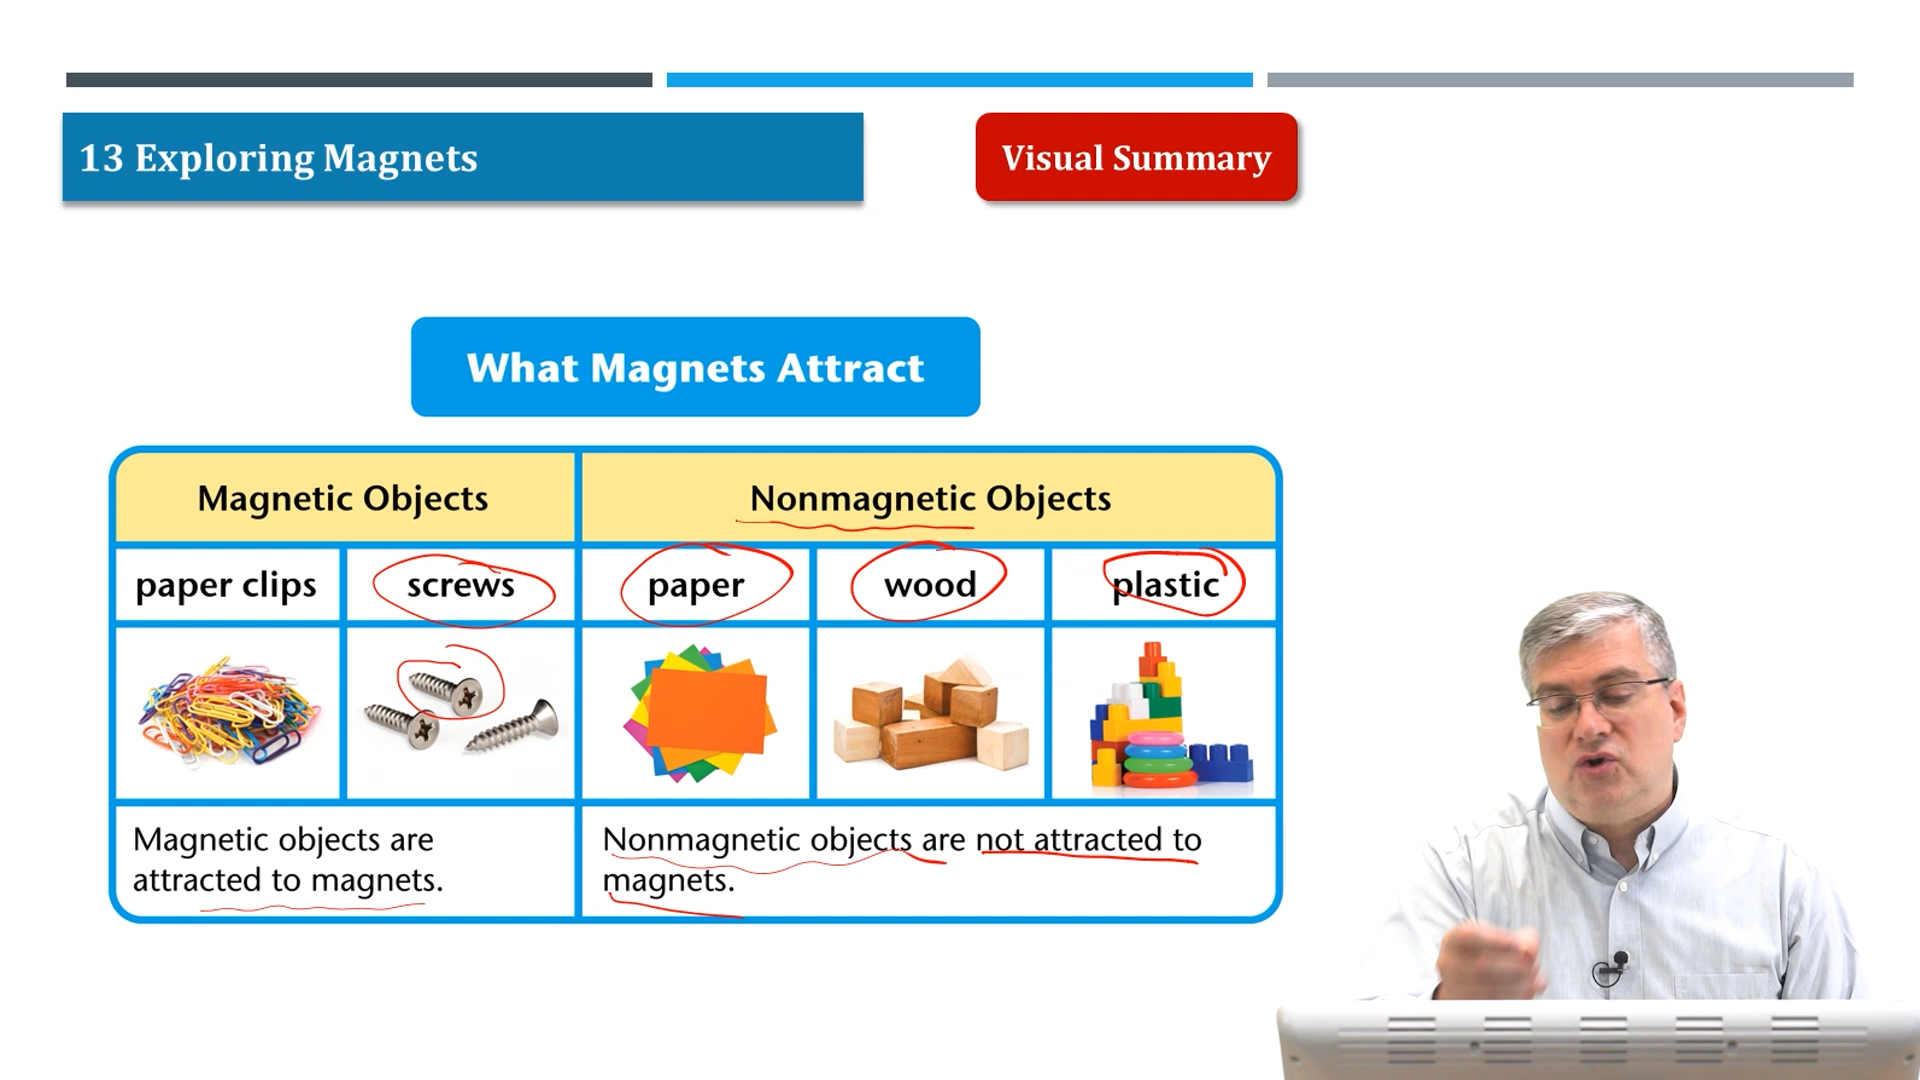 13 Exploring Magnets
Visual Summary
What Magnets Attract
Magnetic Objects
Nonmagnetic Objects
paper clips
screws
paper
wood
plastic
Magnetic objects are
attracted to magnets.
Nonmagnetic objects are not attracted to
magnets.